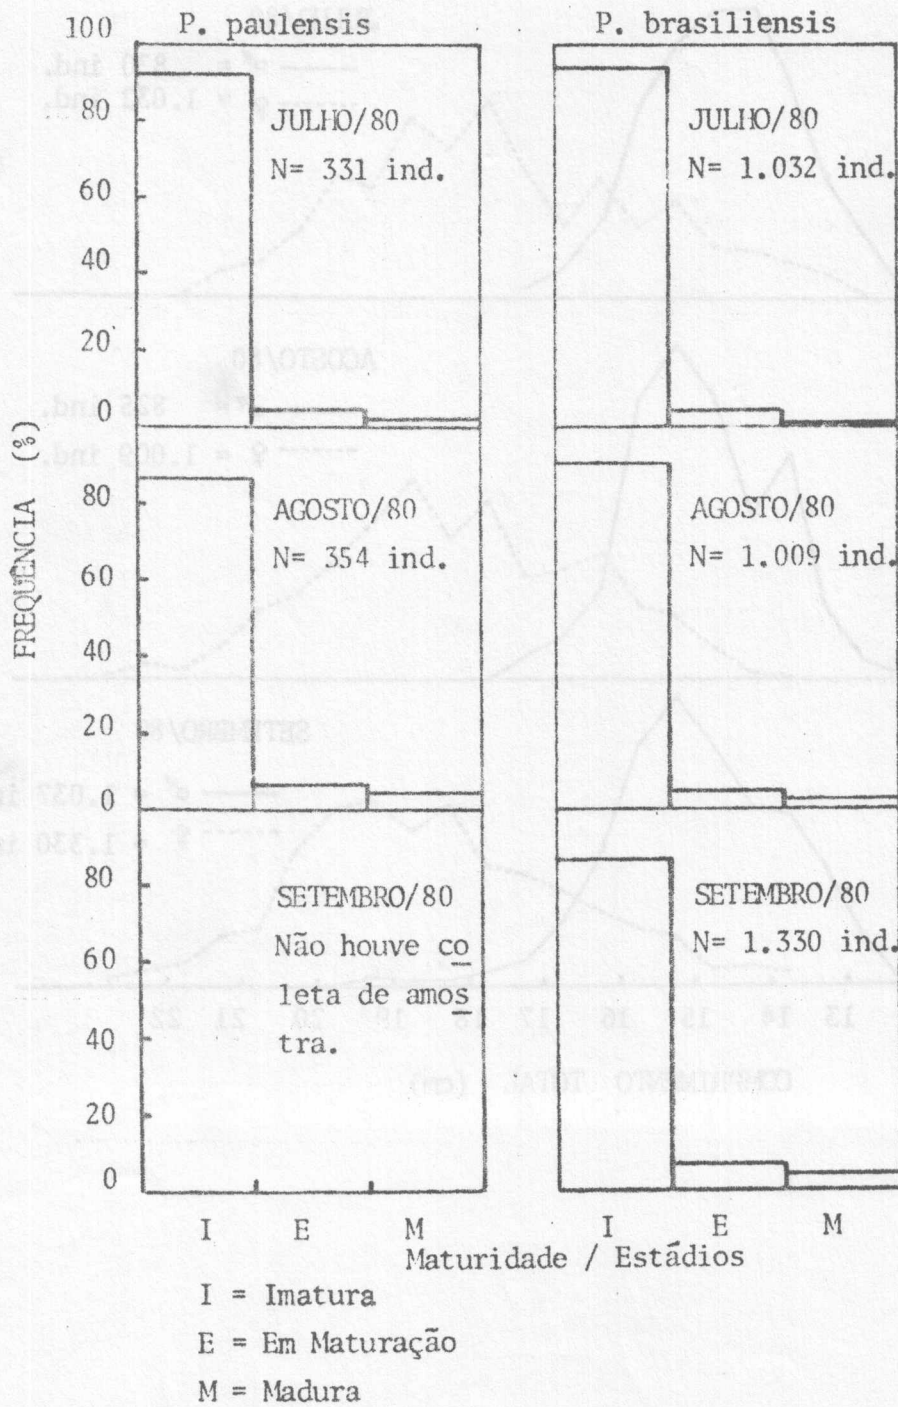 P. paulensis P. brasiliensis
100
80
60
40
20
0
JULHO/80
N= 331 ind.
JULHO/80
N= 1.032 ind.
80
60
40
20
0
AGOSTO/80
N= 354 ind.
AGOSTO/80
N= 1.009 ind.
80
60
40
20
0
SETEMBRO/80
Não houve co
leta de amos
tra.
SETEMBRO/80
N= 1.330 ind.
FREQUÊNCIA (%)
I E M I E M
Maturidade / Estádios
I = Imatura
E = Em Maturação
M = Madura